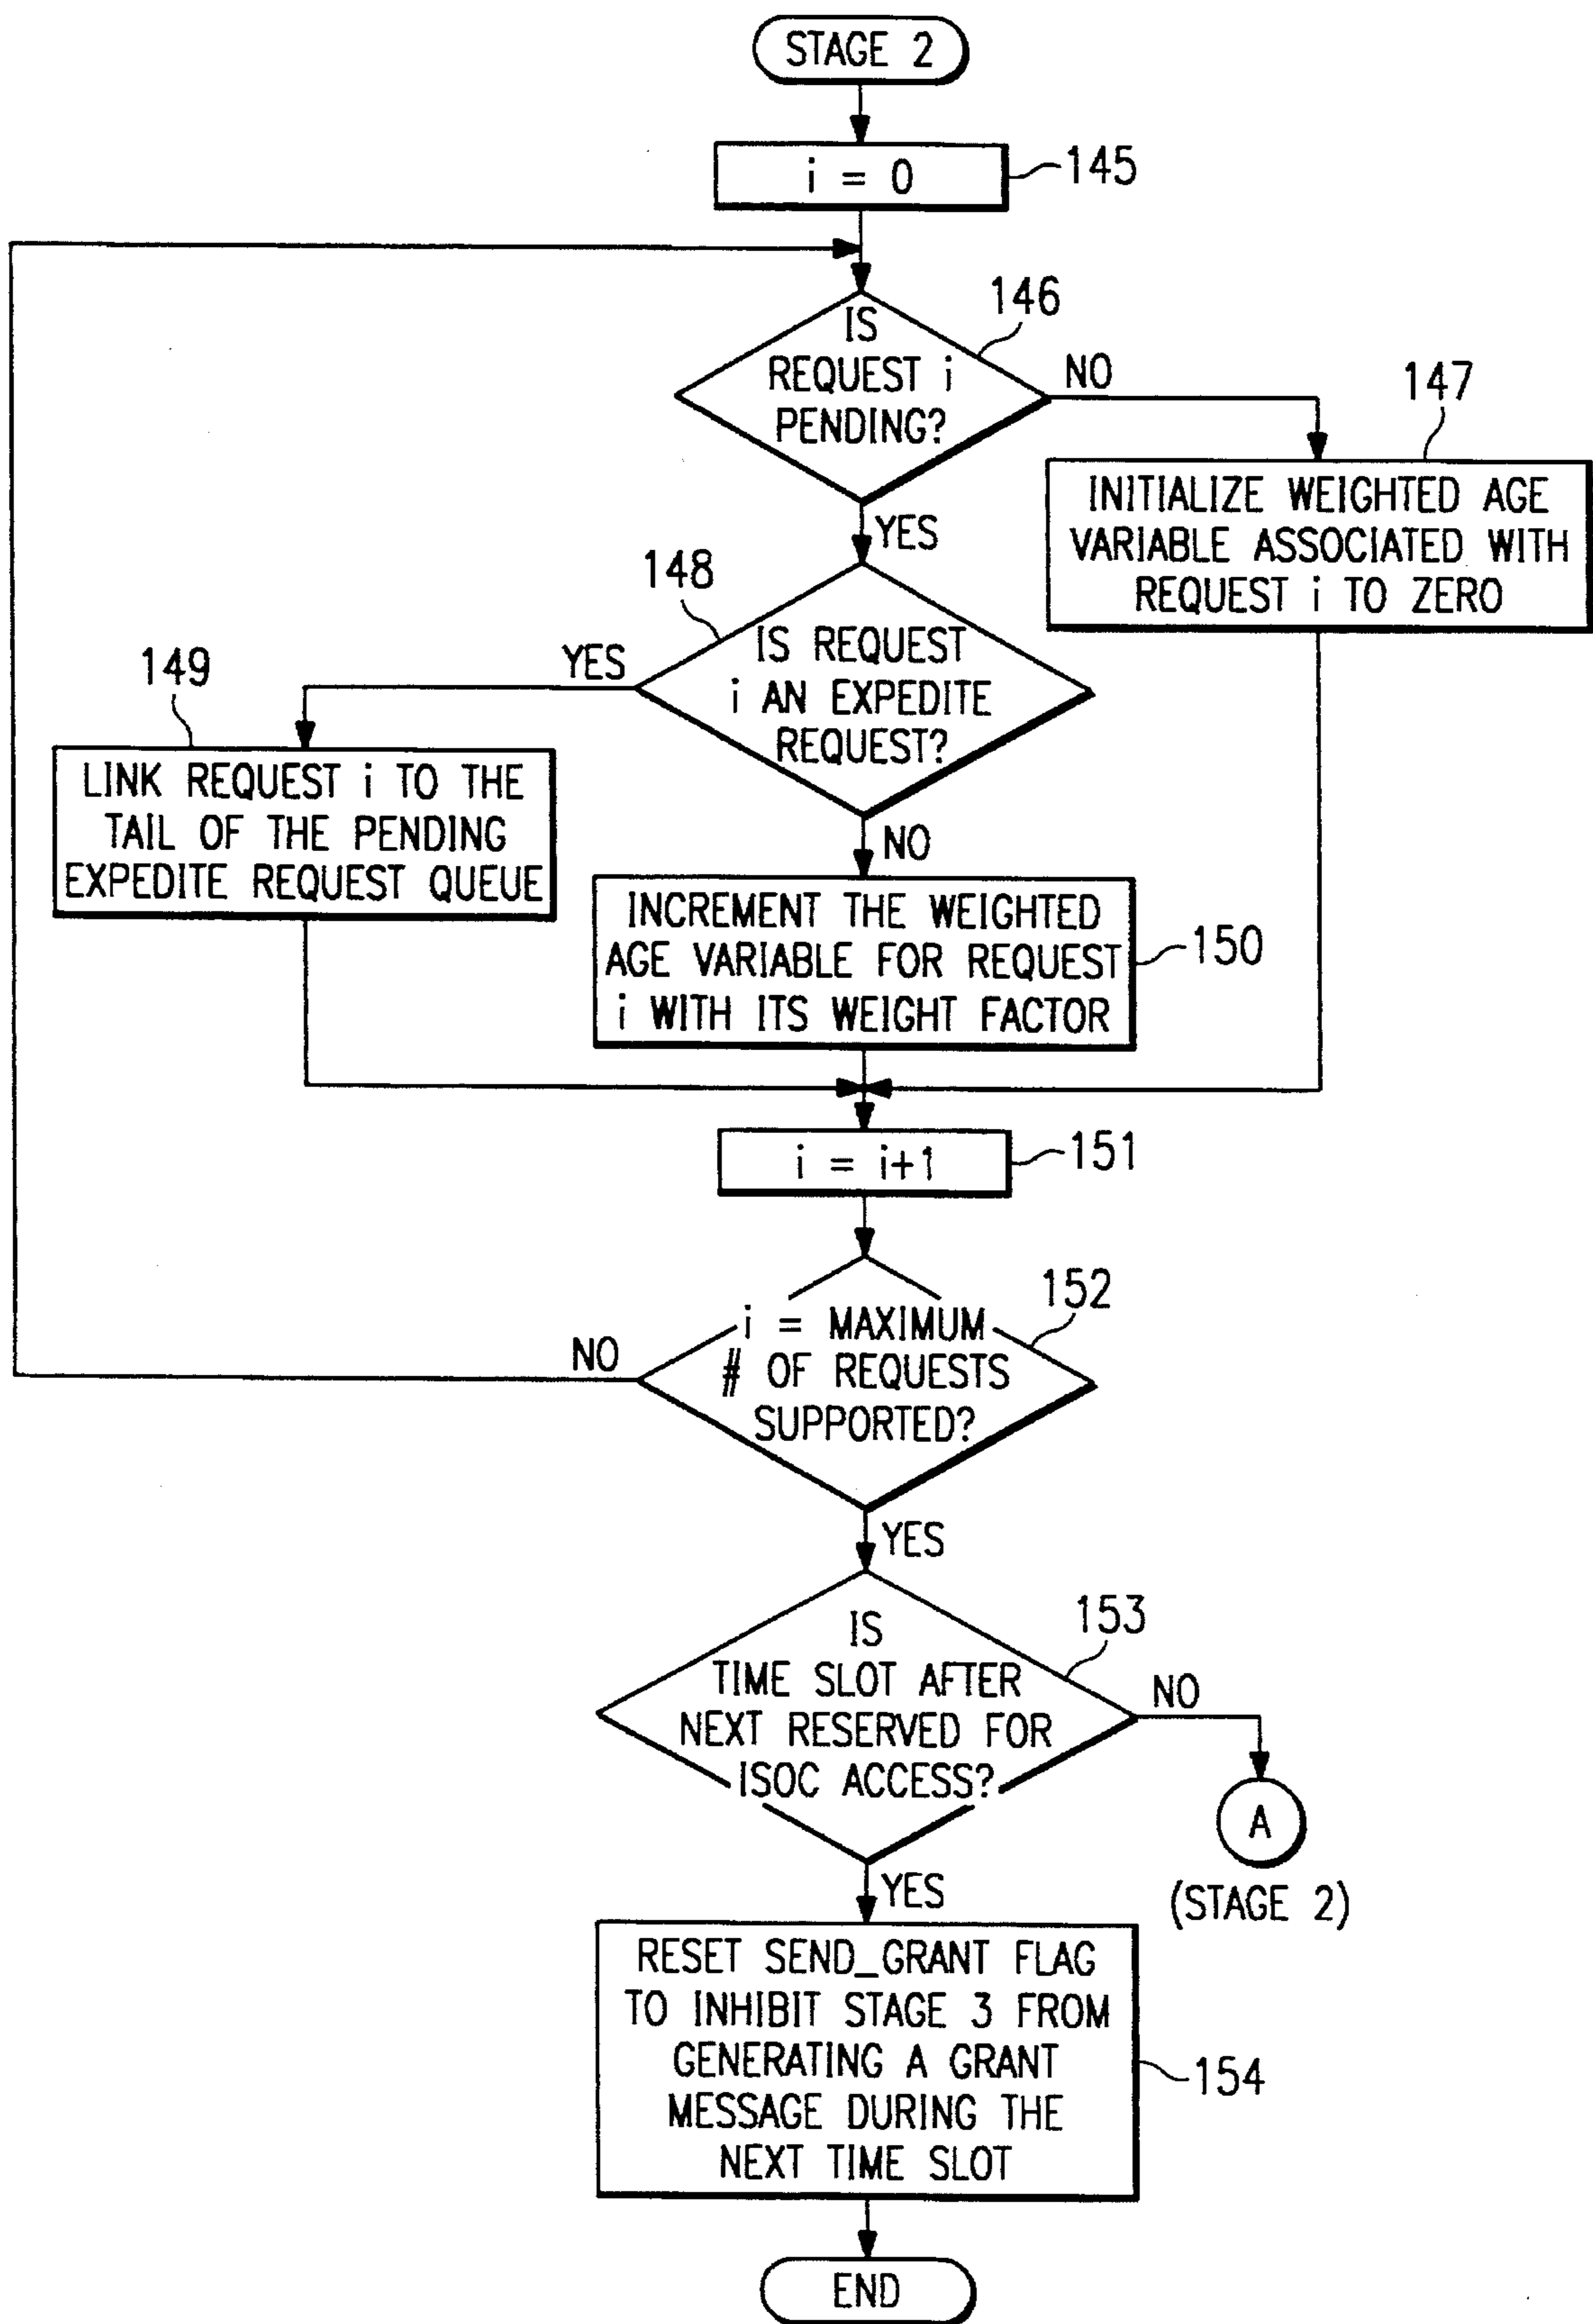 STAGE 2
i = 0
145
146
IS
REQUEST i
PENDING?
NO
147
INITIALIZE WEIGHTED AGE
VARIABLE ASSOCIATED WITH
REQUEST i TO ZERO
YES
148
IS REQUEST
i AN EXPEDITE
REQUEST?
YES
149
LINK REQUEST i TO THE
TAIL OF THE PENDING
EXPEDITE REQUEST QUEUE
NO
INCREMENT THE WEIGHTED
AGE VARIABLE FOR REQUEST
i WITH ITS WEIGHT FACTOR
150
i = i+1
151
152
i = MAXIMUM
# OF REQUESTS
SUPPORTED?
NO
YES
153
IS
TIME SLOT AFTER
NEXT RESERVED FOR
ISOC ACCESS?
NO
A
(STAGE 2)
YES
RESET SEND_GRANT FLAG
TO INHIBIT STAGE 3 FROM
GENERATING A GRANT
MESSAGE DURING THE
NEXT TIME SLOT
154
END